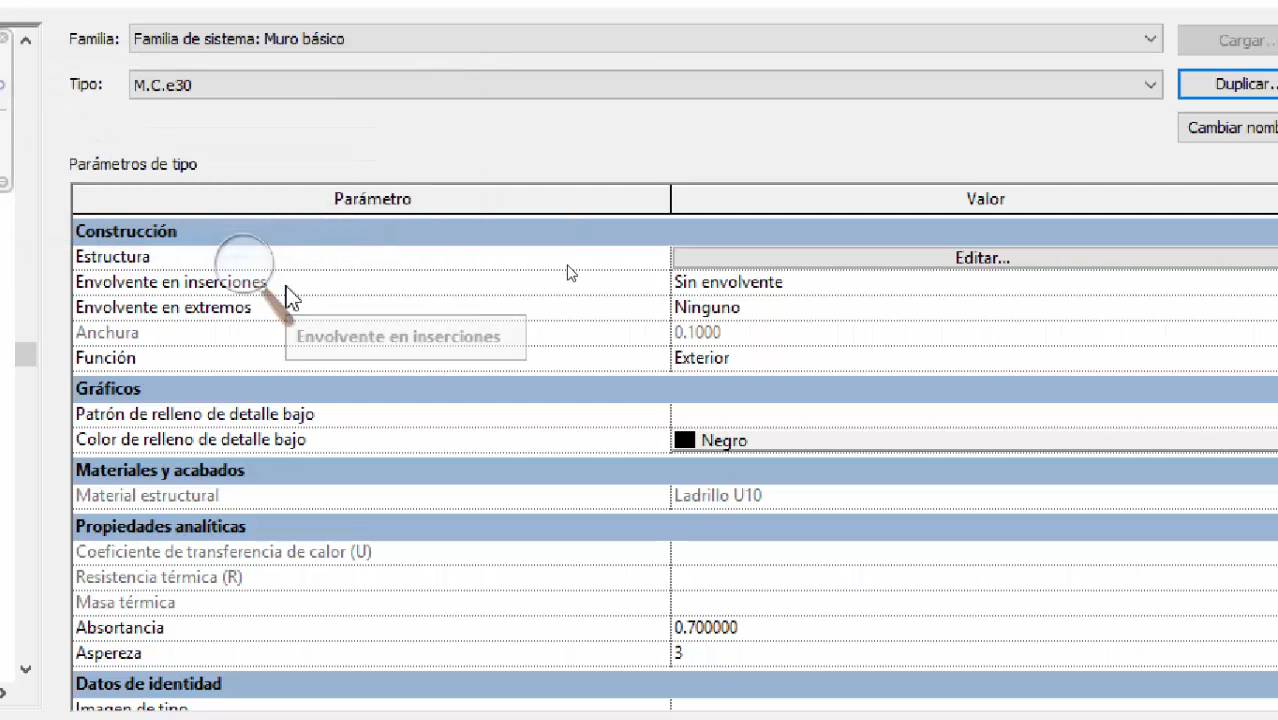 Familia: Familia de sistema: Muro básico Cargar..
Tipo: M.C.e30 Duplicar..
Cambiar nomb
Parámetros de tipo
Parámetro Valor
Construcción
Estructura Editar...
Envolvente en inserciones Sin envolvente
Envolvente en extremos Ninguno
Envolvente en inserciones
Anchura 0.1000
Función Exterior
Gráficos
Patrón de relleno de detalle bajo
Color de relleno de detalle bajo Negro
Materiales y acabados
Material estructural Ladrillo U10
Propiedades analíticas
Coeficiente de transferencia de calor (U)
Resistencia térmica (R)
Masa térmica
Absortancia 0.700000
Aspereza 3
Datos de identidad
Imagen de tipo